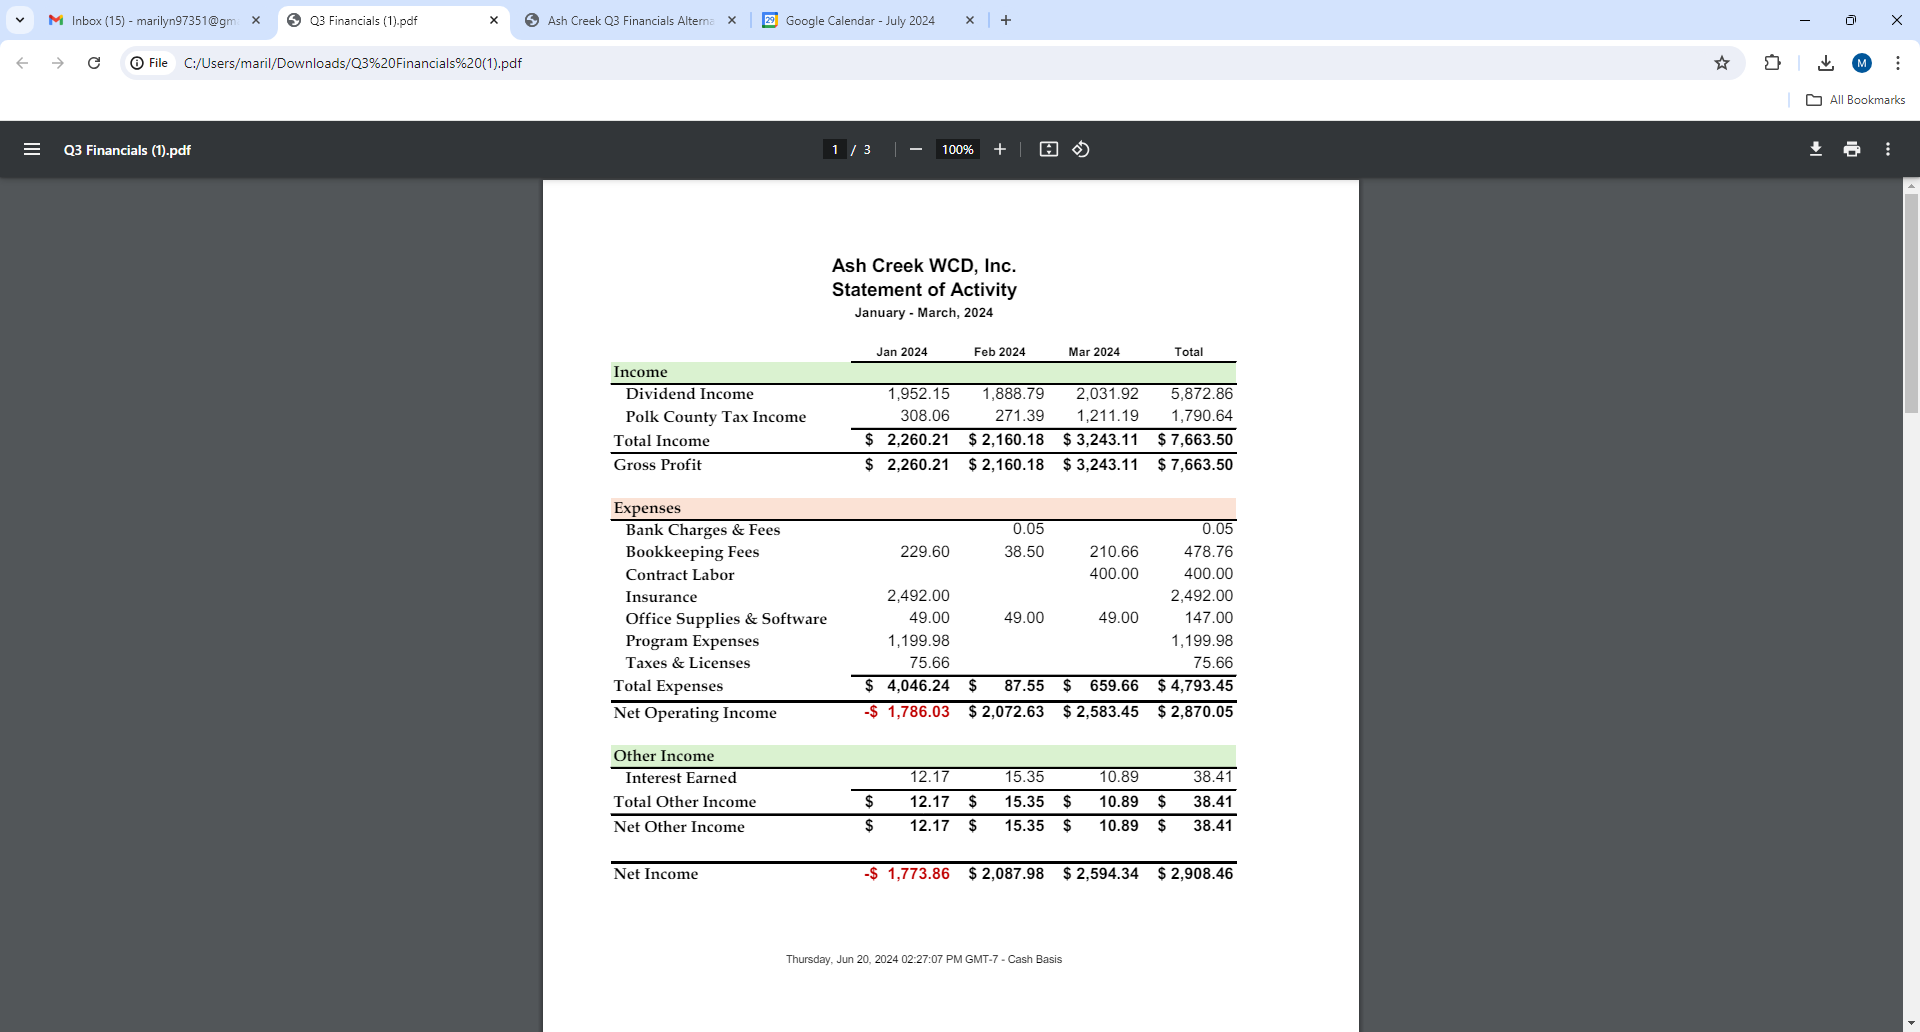 Inbox (15) - marilyn97351@gm
Q3 Financials (1).pdf
Ash Creek Q3 Financials Alterna
29
Google Calendar - July 2024
File
C:/Users/maril/Downloads/Q3%20Financials%20(1).pdf
M
All Bookmarks
Q3 Financials (1).pdf
1 / 3
100%
Ash Creek WCD, Inc.
Statement of Activity
January - March, 2024
Jan 2024 Feb 2024 Mar 2024 Total
Income
Dividend Income 1,952.15 1,888.79 2,031.92 5,872.86
Polk County Tax Income 308.06 271.39 1,211.19 1,790.64
Total Income $ 2,260.21 $ 2,160.18 $ 3,243.11 $ 7,663.50
Gross Profit $ 2,260.21 $ 2,160.18 $ 3,243.11 $ 7,663.50
Expenses
Bank Charges & Fees 0.05 0.05
Bookkeeping Fees 229.60 38.50 210.66 478.76
Contract Labor 400.00 400.00
Insurance 2,492.00 2,492.00
Office Supplies & Software 49.00 49.00 49.00 147.00
Program Expenses 1,199.98 1,199.98
Taxes & Licenses 75.66 75.66
Total Expenses $ 4,046.24 $ 87.55 $ 659.66 $ 4,793.45
Net Operating Income -$ 1,786.03 $ 2,072.63 $ 2,583.45 $ 2,870.05
Other Income
Interest Earned 12.17 15.35 10.89 38.41
Total Other Income $ 12.17 $ 15.35 $ 10.89 $ 38.41
Net Other Income $ 12.17 $ 15.35 $ 10.89 $ 38.41
Net Income -$ 1,773.86 $ 2,087.98 $ 2,594.34 $ 2,908.46
Thursday, Jun 20, 2024 02:27:07 PM GMT-7 - Cash Basis